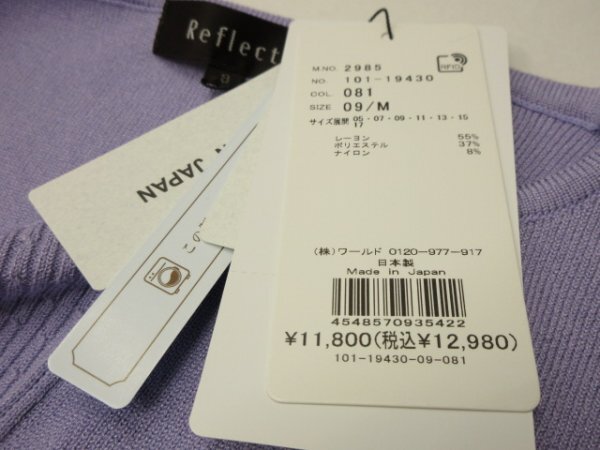 Reflect
9
N JAPAN
M NO. 2985
NO. 101-19430
COL. 081
SIZE 09/M
サイズ展開 05・07・09・11・13・15
17
レーヨン 55%
ポリエステル 37%
ナイロン 8%
RFID
(株)ワールド 0120-977-917
日本製
Made in Japan
4548570935422
¥11,800(税込¥12,980)
101-19430-09-081